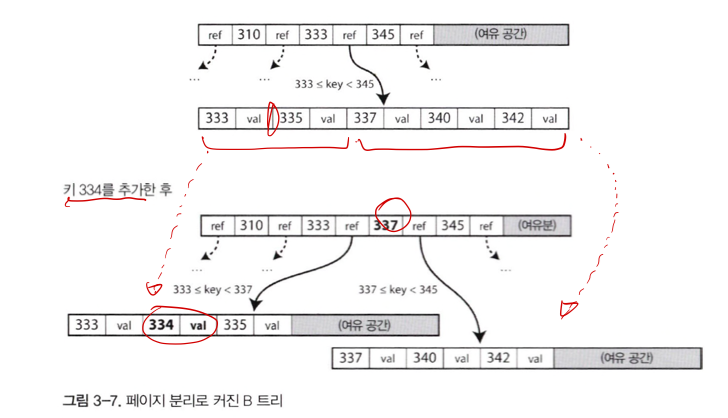 ref 310 ref 333 ref 345 ref (여유 공간)
... ... ...
333 ≤ key < 345
333 val 335 val 337 val 340 val 342 val
키 334를 추가한 후
ref 310 ref 333 ref 337 ref 345 ref (여유분)
... ... ...
333 ≤ key < 337 337 ≤ key < 345
333 val 334 val 335 val (여유 공간)
337 val 340 val 342 val (여유 공간)
그림 3-7. 페이지 분리로 커진 B 트리